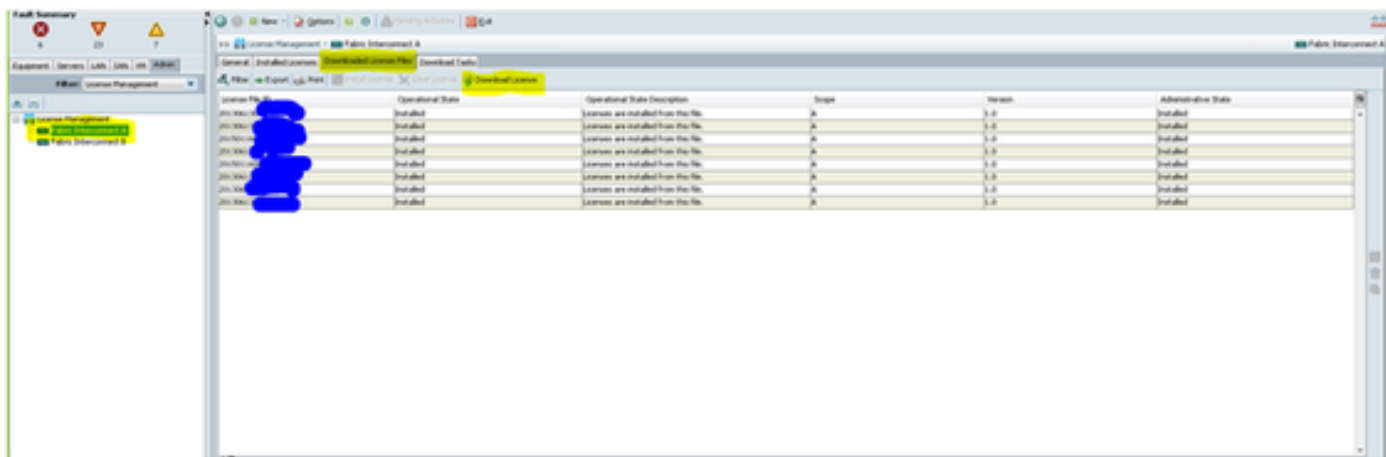 Fault Summary
6 23 7
New Options Pending Activities Exit
>> License Management > Fabric Interconnect A Fabric Interconnect A
Equipment Servers LAN SAN VM Admin
General Installed Licenses Downloaded License Files Download Tasks
Filter: License Management
Filter Export Print Install License Clear License Download License
License File ID Operational State Operational State Description Scope Version Administrative State
License Management
Fabric Interconnect A
Fabric Interconnect B
Installed Licenses are installed from this file. A 1.0 Installed
Installed Licenses are installed from this file. A 1.0 Installed
Installed Licenses are installed from this file. A 1.0 Installed
Installed Licenses are installed from this file. A 1.0 Installed
Installed Licenses are installed from this file. A 1.0 Installed
Installed Licenses are installed from this file. A 1.0 Installed
Installed Licenses are installed from this file. A 1.0 Installed
Installed Licenses are installed from this file. A 1.0 Installed